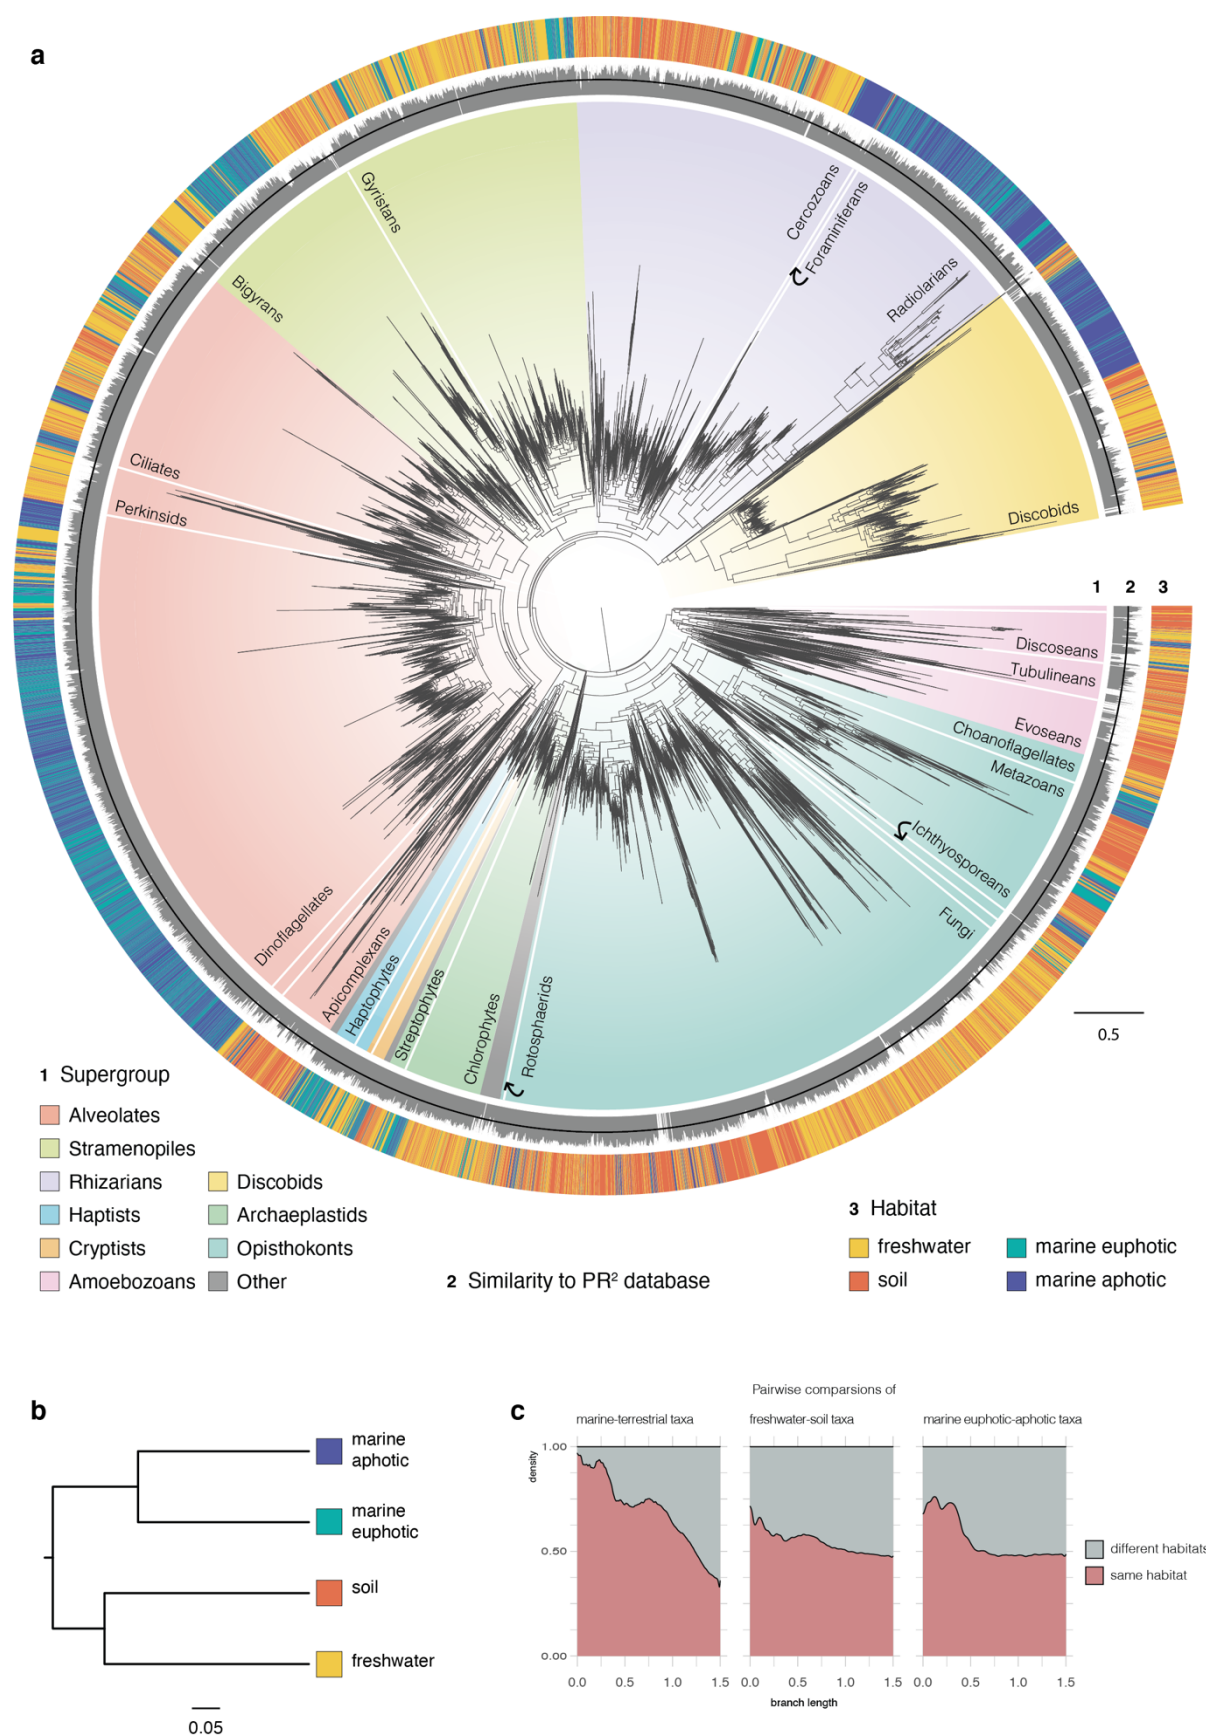 a
Gyristans
Cercozoans
Foraminiferans
Bigyrans
Radiolarians
Ciliates
Perkinsids
Discobids
1 2 3
Discoseans
Tubulineans
Evoseans
Choanoflagellates
Metazoans
Ichthyosporeans
Fungi
Dinoflagellates
Apicomplexans
Haptophytes
Streptophytes
Chlorophytes
Rotosphaerids
0.5
1 Supergroup
Alveolates
Stramenopiles
Rhizarians
Discobids
Haptists
Archaeplastids
Cryptists
Opisthokonts
Amoebozoans
Other
2 Similarity to PR² database
3 Habitat
freshwater
marine euphotic
soil
marine aphotic
b
marine
aphotic
marine
euphotic
soil
freshwater
0.05
c
Pairwise comparsions of
marine-terrestrial taxa
freshwater-soil taxa
marine euphotic-aphotic taxa
density
1.00
0.50
0.00
0.0 0.5 1.0 1.5
0.0 0.5 1.0 1.5
0.0 0.5 1.0 1.5
branch length
different habitats
same habitat